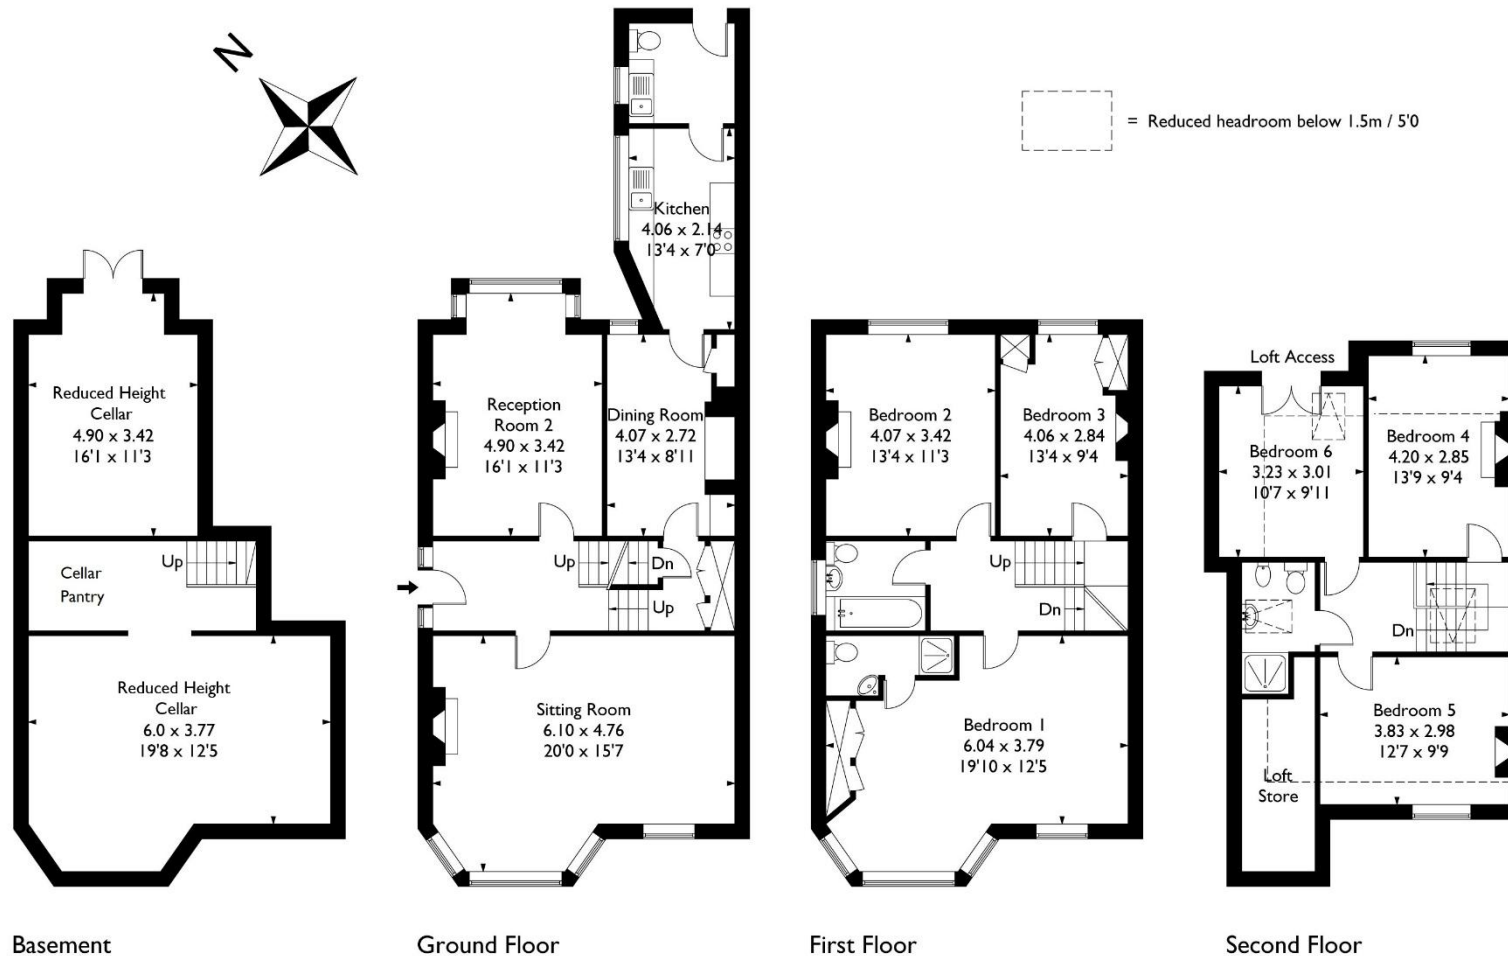 N
= Reduced headroom below 1.5m / 5'0
Reduced Height
Cellar
4.90 x 3.42
16'1 x 11'3
Up
Cellar
Pantry
Reduced Height
Cellar
6.0 x 3.77
19'8 x 12'5
Basement
Kitchen
4.06 x 2.14
13'4 x 7'0
Reception
Room 2
4.90 x 3.42
16'1 x 11'3
Dining Room
4.07 x 2.72
13'4 x 8'11
Up
Dn
Up
Sitting Room
6.10 x 4.76
20'0 x 15'7
Ground Floor
Bedroom 2
4.07 x 3.42
13'4 x 11'3
Bedroom 3
4.06 x 2.84
13'4 x 9'4
Up
Dn
Bedroom 1
6.04 x 3.79
19'10 x 12'5
First Floor
Loft Access
Bedroom 6
3.23 x 3.01
10'7 x 9'11
Bedroom 4
4.20 x 2.85
13'9 x 9'4
Dn
Bedroom 5
3.83 x 2.98
12'7 x 9'9
Loft
Store
Second Floor